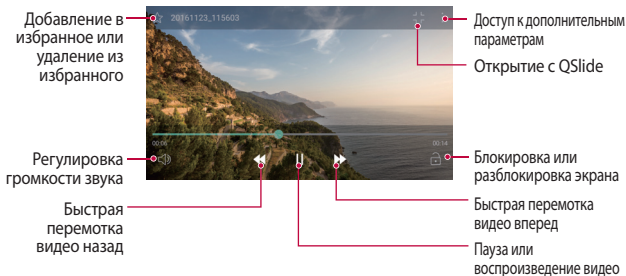 Добавление в
избранное или
удаление из
избранного
20161123_115603
Доступ к дополнительным
параметрам
Открытие с QSlide
00:06
00:14
Регулировка
громкости звука
Блокировка или
разблокировка экрана
Быстрая
перемотка
видео назад
Быстрая перемотка
видео вперед
Пауза или
воспроизведение видео